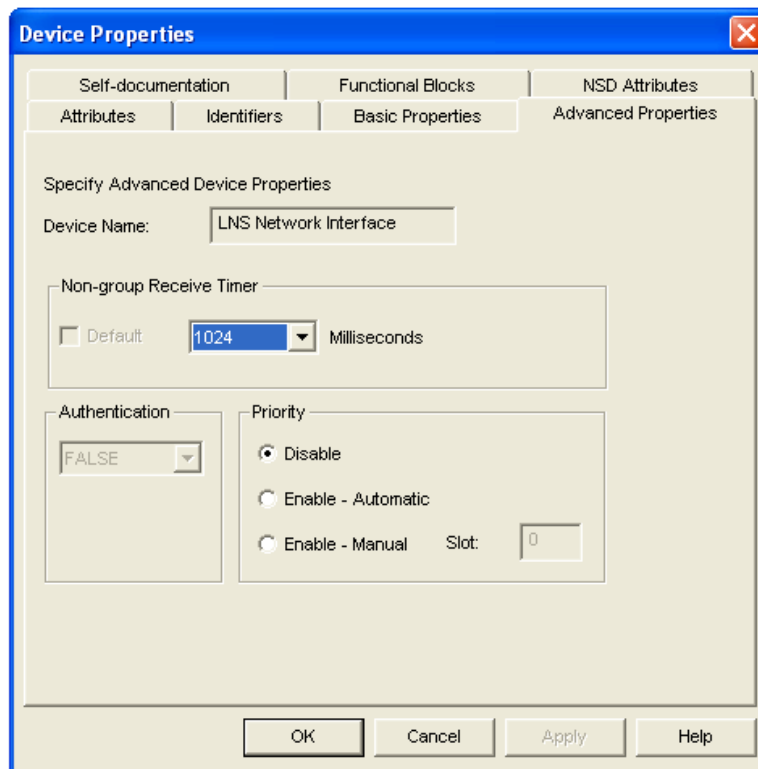 Device Properties
Self-documentation Functional Blocks NSD Attributes
Attributes Identifiers Basic Properties Advanced Properties
Specify Advanced Device Properties
Device Name: LNS Network Interface
Non-group Receive Timer
Default 1024 Milliseconds
Authentication Priority
FALSE Disable
Enable - Automatic
Enable - Manual Slot: 0
OK Cancel Apply Help